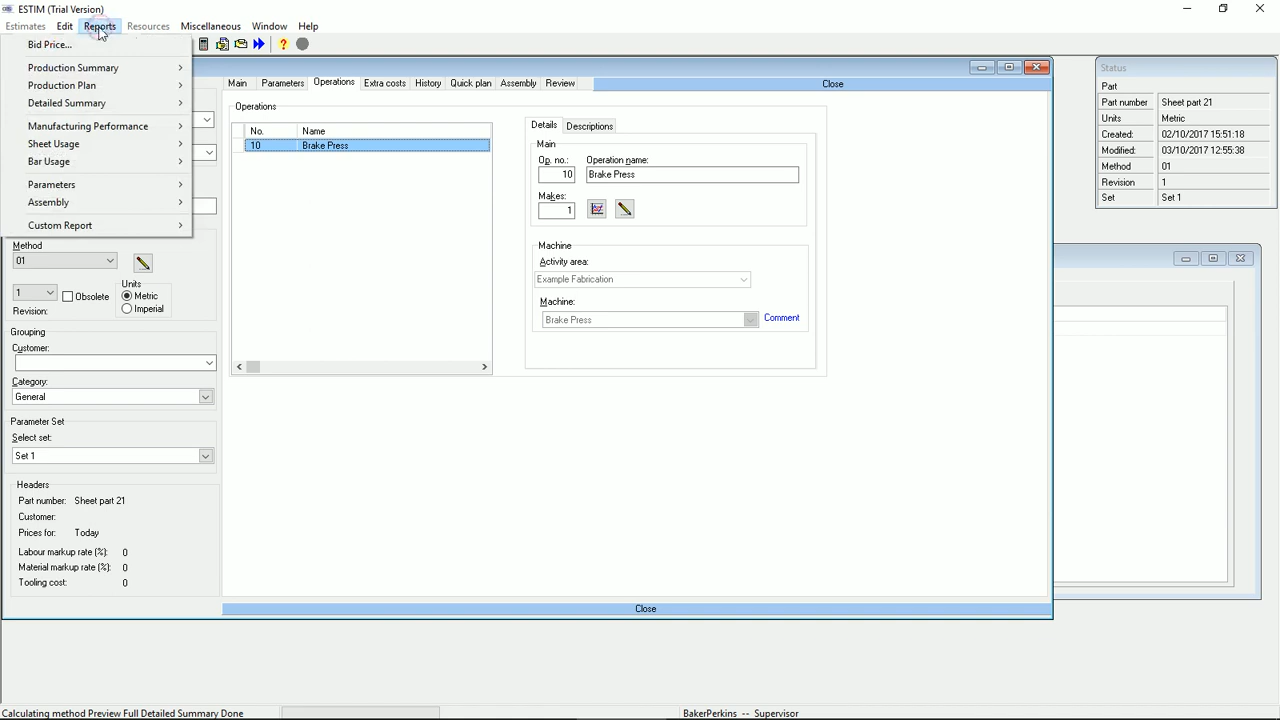 ESTIM (Trial Version)
Estimates Edit Reports Resources Miscellaneous Window Help
Bid Price...
Production Summary
Production Plan
Detailed Summary
Manufacturing Performance
Sheet Usage
Bar Usage
Parameters
Assembly
Custom Report
Method
01
1
Obsolete
Revision:
Units
Metric
Imperial
Grouping
Customer:
Category:
General
Parameter Set
Select set:
Set 1
Headers
Part number: Sheet part 21
Customer:
Prices for: Today
Labour markup rate (%): 0
Material markup rate (%): 0
Tooling cost: 0
Main Parameters Operations Extra costs History Quick plan Assembly Review Close
Operations
No. Name
10 Brake Press
Details Descriptions
Main
Op. no.: Operation name:
10 Brake Press
Makes:
1
Machine
Activity area:
Example Fabrication
Machine:
Brake Press Comment
Close
Status
Part
Part number Sheet part 21
Units Metric
Created: 02/10/2017 15:51:18
Modified: 03/10/2017 12:55:38
Method 01
Revision 1
Set Set 1
Calculating method Preview Full Detailed Summary Done BakerPerkins -- Supervisor